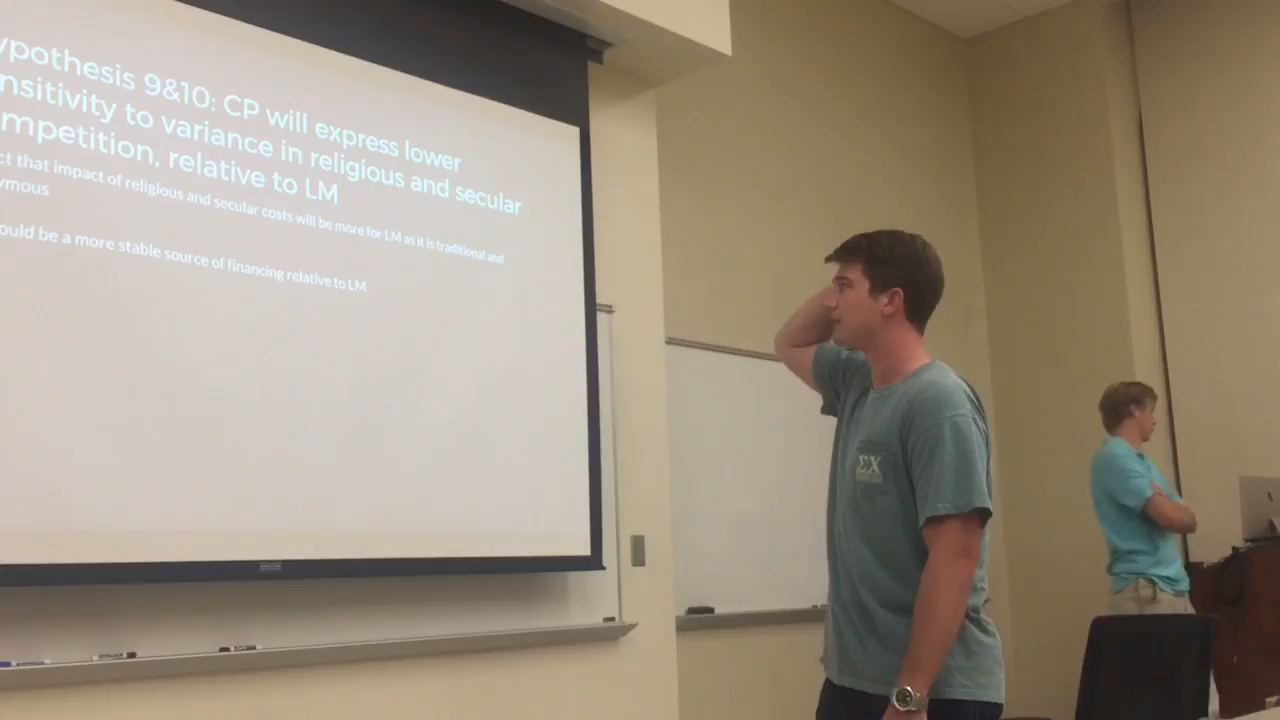 ypothesis 9&10: CP will express lower
nsitivity to variance in religious and secular
mpetition, relative to LM
ct that impact of religious and secular costs will be more for LM as it is traditional and
ymous
ould be a more stable source of financing relative to LM
ΣΧ